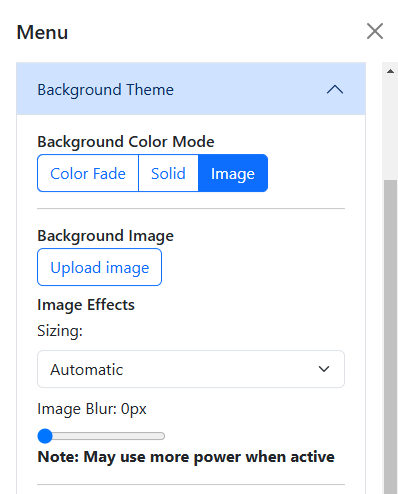 Menu
Background Theme
Background Color Mode
Color Fade Solid Image
Background Image
Upload image
Image Effects
Sizing:
Automatic
Image Blur: 0px
Note: May use more power when active